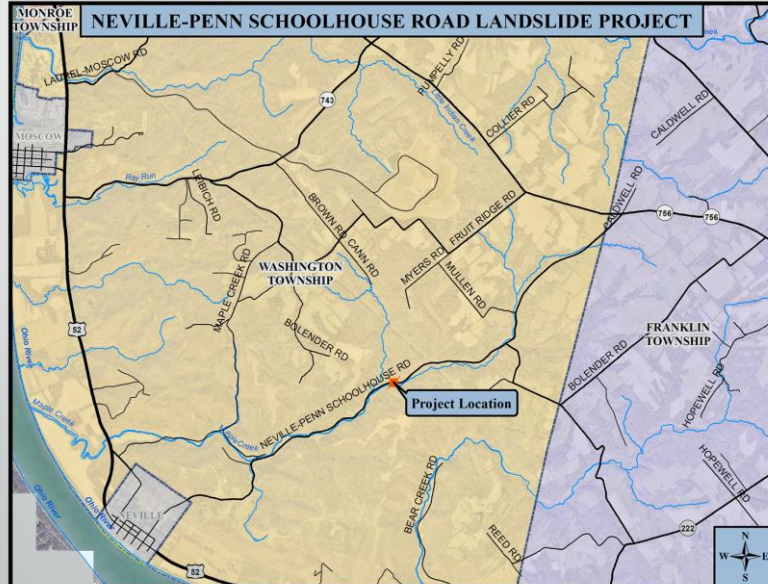 MONROE
TOWNSHIP
NEVILLE-PENN SCHOOLHOUSE ROAD LANDSLIDE PROJECT
LAUREL-MOSCOW RD
PUMPELLY RD
Little Indian Creek
743
COLLIER RD
CALDWELL RD
MOSCOW
Ray Run
LEIBICH RD
BROWN RD
CANN RD
FRUIT RIDGE RD
CALDWELL RD
756
756
WASHINGTON
TOWNSHIP
MYERS RD
MULLEN RD
MAPLE CREEK RD
52
BOLENDER RD
FRANKLIN
TOWNSHIP
Ohio River
BOLENDER RD
HOPEWELL RD
NEVILLE-PENN SCHOOLHOUSE RD
Project Location
Maple Creek
Maple Creek
HOPEWELL RD
BEAR CREEK RD
Ohio River
Ohio River
NEVILLE
REED RD
222
52
N
W
E
S